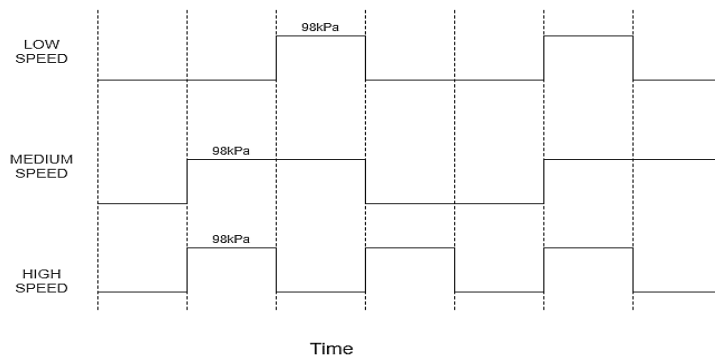 98kPa
LOW
SPEED
98kPa
MEDIUM
SPEED
98kPa
HIGH
SPEED
Time